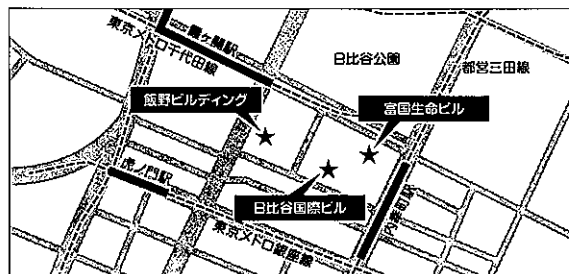 霞ヶ関駅
東京メトロ千代田線
日比谷公園
都営三田線
飯野ビルディング
富国生命ビル
虎ノ門駅
日比谷国際ビル
内幸町駅
東京メトロ銀座線